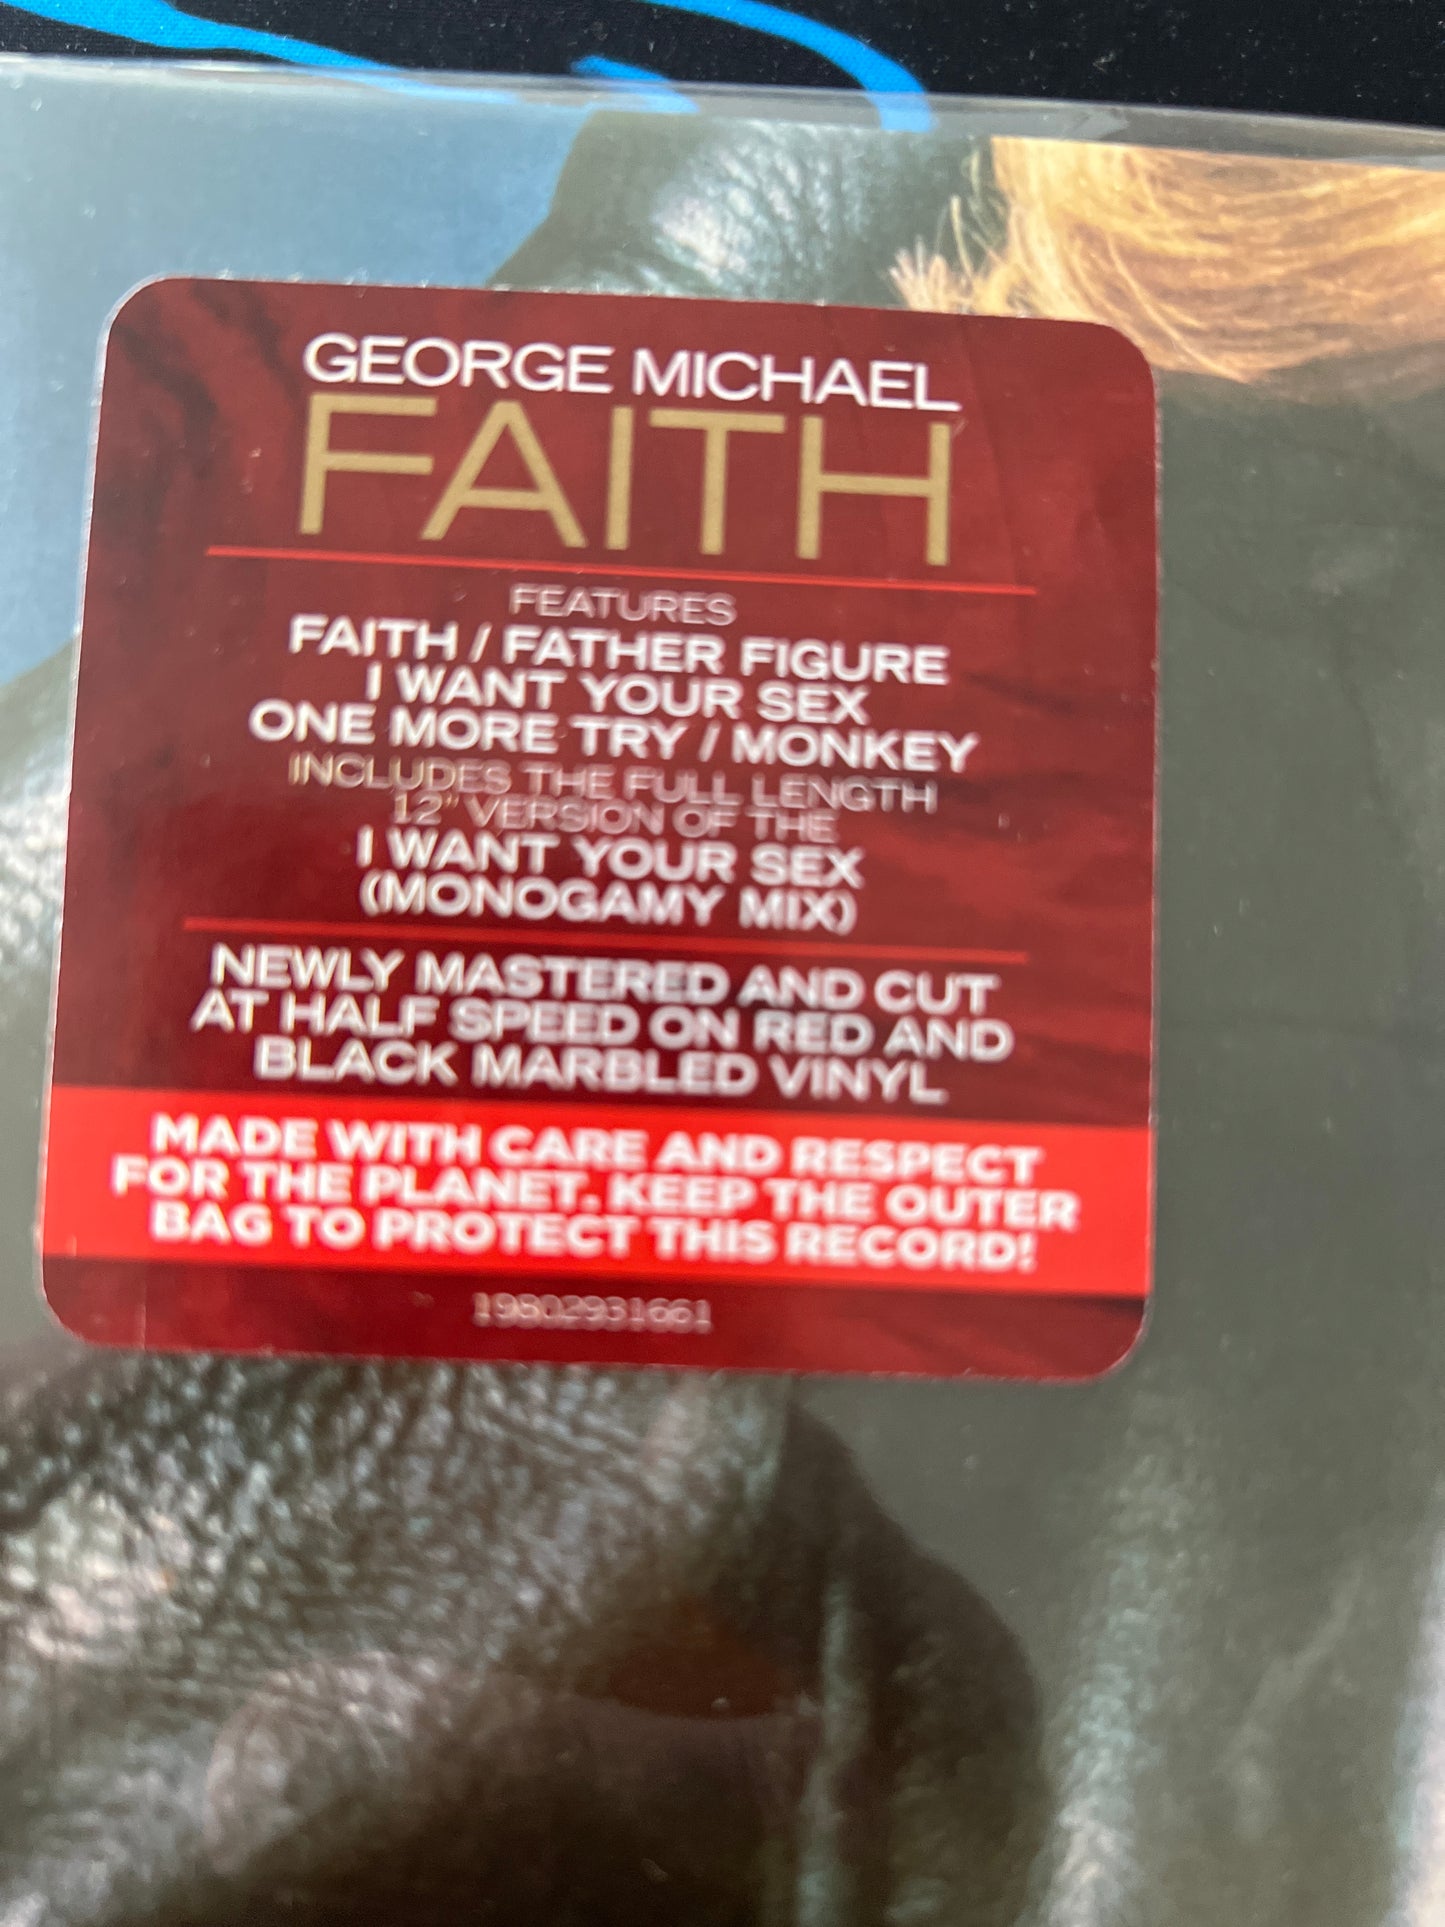 GEORGE MICHAEL
FAITH
FEATURES
FAITH / FATHER FIGURE
I WANT YOUR SEX
ONE MORE TRY / MONKEY
INCLUDES THE FULL LENGTH
12" VERSION OF THE
I WANT YOUR SEX
(MONOGAMY MIX)
NEWLY MASTERED AND CUT
AT HALF SPEED ON RED AND
BLACK MARBLED VINYL
MADE WITH CARE AND RESPECT
FOR THE PLANET. KEEP THE OUTER
BAG TO PROTECT THIS RECORD!
19802931661